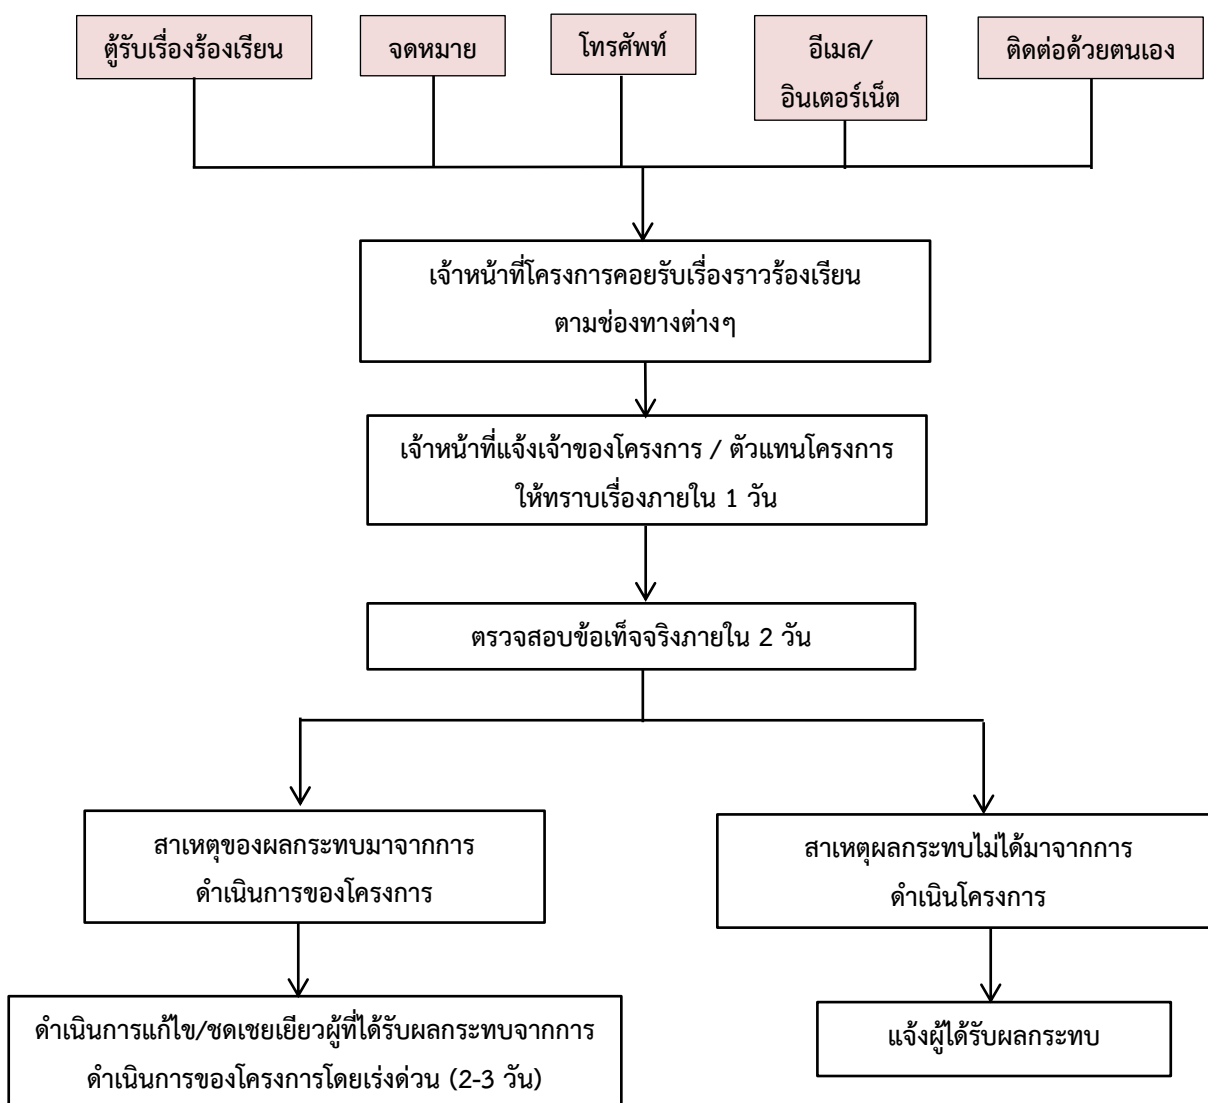 ตู้รับเรื่องร้องเรียน
จดหมาย
โทรศัพท์
อีเมล/
อินเตอร์เน็ต
ติดต่อด้วยตนเอง
เจ้าหน้าที่โครงการคอยรับเรื่องราวร้องเรียน
ตามช่องทางต่างๆ
เจ้าหน้าที่แจ้งเจ้าของโครงการ / ตัวแทนโครงการ
ให้ทราบเรื่องภายใน 1 วัน
ตรวจสอบข้อเท็จจริงภายใน 2 วัน
สาเหตุของผลกระทบมาจากการ
ดำเนินการของโครงการ
สาเหตุผลกระทบไม่ได้มาจากการ
ดำเนินโครงการ
ดำเนินการแก้ไข/ชดเชยเยียวผู้ที่ได้รับผลกระทบจากการ
ดำเนินการของโครงการโดยเร่งด่วน (2-3 วัน)
แจ้งผู้ได้รับผลกระทบ